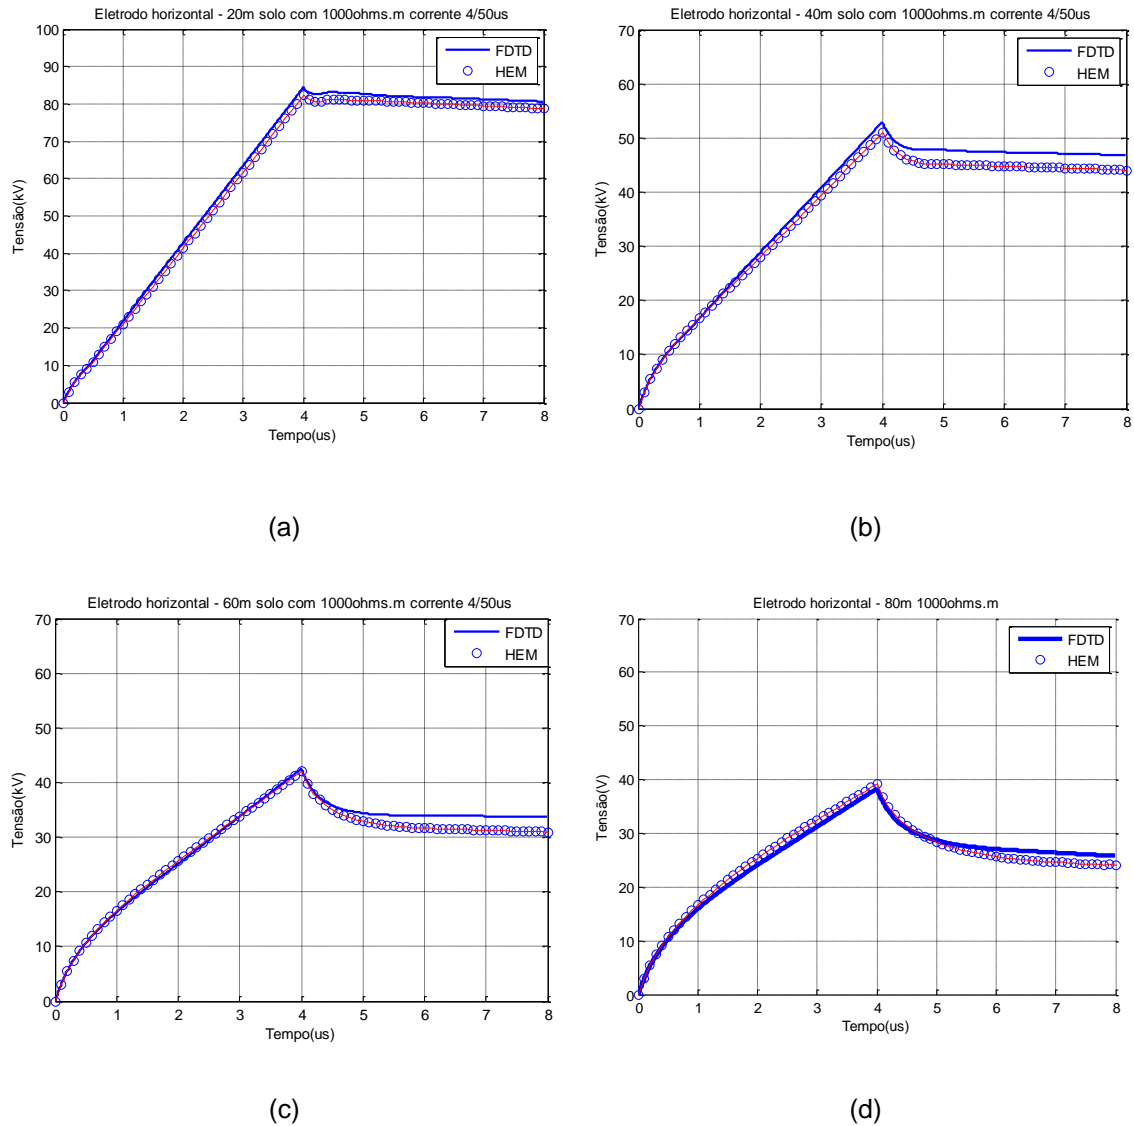 Eletrodo horizontal - 20m solo com 1000ohms.m corrente 4/50us
100
90
80
70
60
50
40
30
20
10
0
Tensão(kV)
FDTD
HEM
0 1 2 3 4 5 6 7 8
Tempo(us)
(a)
Eletrodo horizontal - 40m solo com 1000ohms.m corrente 4/50us
70
60
50
40
30
20
10
0
Tensão(kV)
FDTD
HEM
0 1 2 3 4 5 6 7 8
Tempo(us)
(b)
Eletrodo horizontal - 60m solo com 1000ohms.m corrente 4/50us
70
60
50
40
30
20
10
0
Tensão(kV)
FDTD
HEM
0 1 2 3 4 5 6 7 8
Tempo(us)
(c)
Eletrodo horizontal - 80m 1000ohms.m
70
60
50
40
30
20
10
0
Tensão(V)
FDTD
HEM
0 1 2 3 4 5 6 7 8
Tempo(us)
(d)